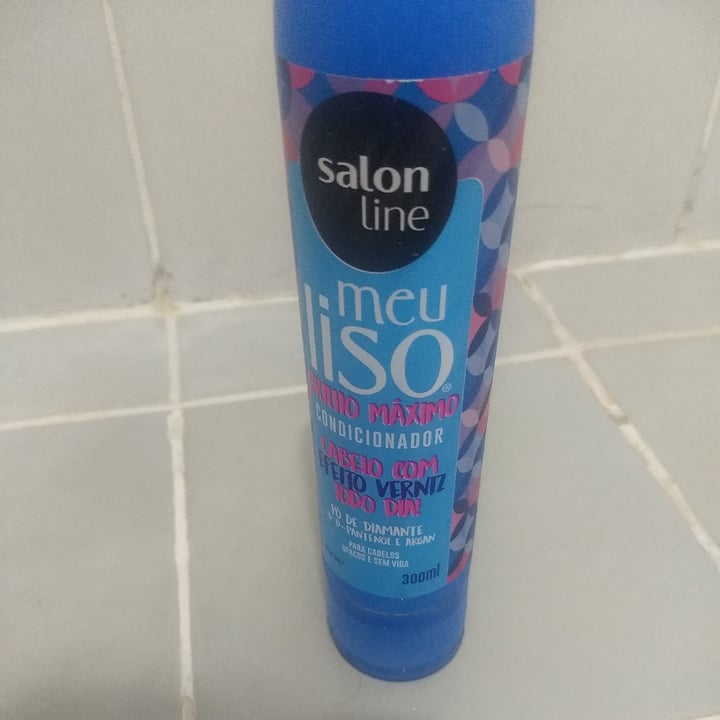 salon
line
meu
liso®
BRILHO MÁXIMO
CONDICIONADOR
CABELO COM
EFEITO VERNIZ
TODO DIA!
PÓ DE DIAMANTE
+ D-PANTENOL E ARGAN
PARA CABELOS
OPACOS E SEM VIDA
300ml